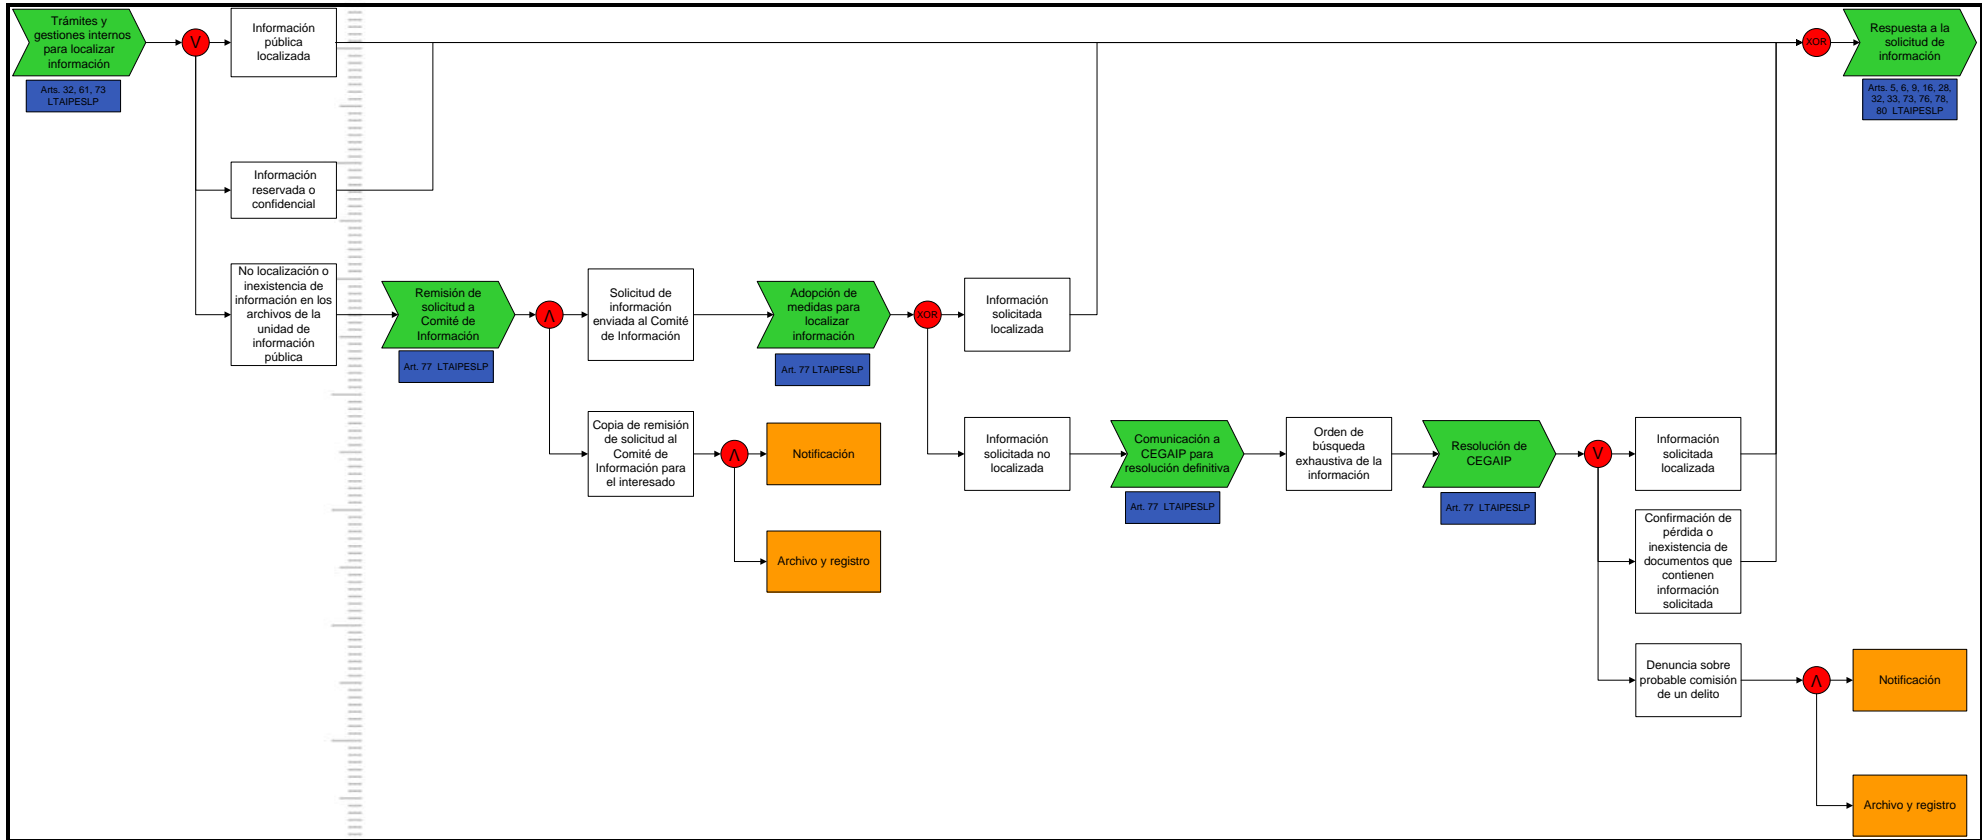 Trámites y
gestiones internos
para localizar
información
Arts. 32, 61, 73
LTAIPESLP
V
Información
pública
localizada
XOR
Respuesta a la
solicitud de
información
Arts. 5, 6, 9, 16, 28,
32, 33, 73, 76, 78,
80 LTAIPESLP
Información
reservada o
confidencial
No localización o
inexistencia de
información en los
archivos de la
unidad de
información
pública
Remisión de
solicitud a
Comité de
Información
Art. 77 LTAIPESLP
Λ
Solicitud de
información
enviada al Comité
de Información
Adopción de
medidas para
localizar
información
Art. 77 LTAIPESLP
XOR
Información
solicitada
localizada
Copia de remisión
de solicitud al
Comité de
Información para
el interesado
Λ
Notificación
Archivo y registro
Información
solicitada no
localizada
Comunicación a
CEGAIP para
resolución definitiva
Art. 77 LTAIPESLP
Orden de
búsqueda
exhaustiva de la
información
Resolución de
CEGAIP
Art. 77 LTAIPESLP
V
Información
solicitada
localizada
Confirmación de
pérdida o
inexistencia de
documentos que
contienen
información
solicitada
Denuncia sobre
probable comisión
de un delito
Λ
Notificación
Archivo y registro